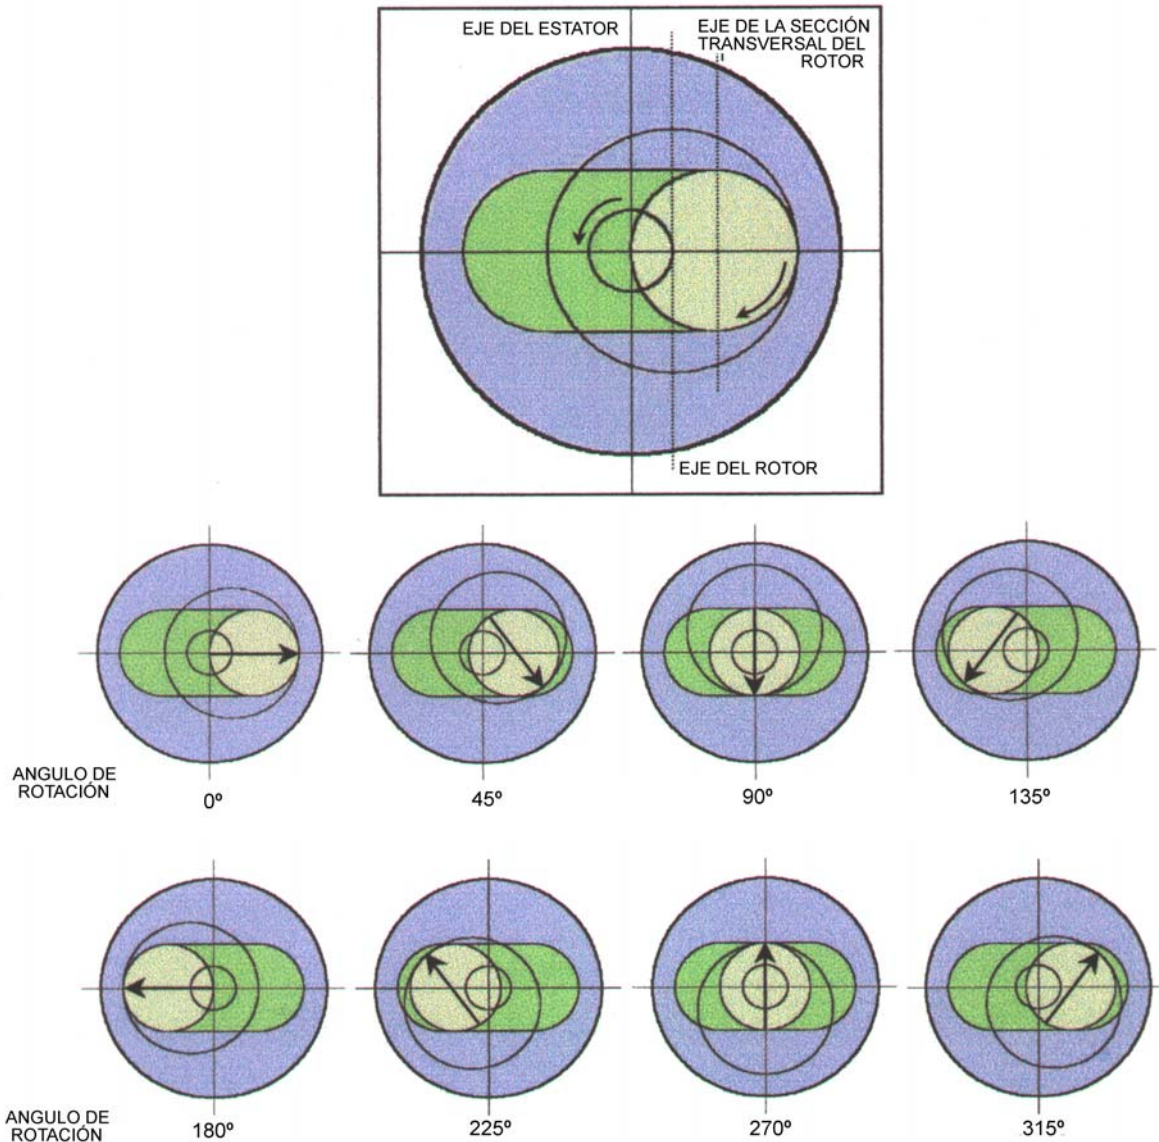 EJE DEL ESTATOR
EJE DE LA SECCIÓN
TRANSVERSAL DEL
ROTOR
EJE DEL ROTOR
ANGULO DE
ROTACIÓN
0º
45º
90º
135º
ANGULO DE
ROTACIÓN
180º
225º
270º
315º